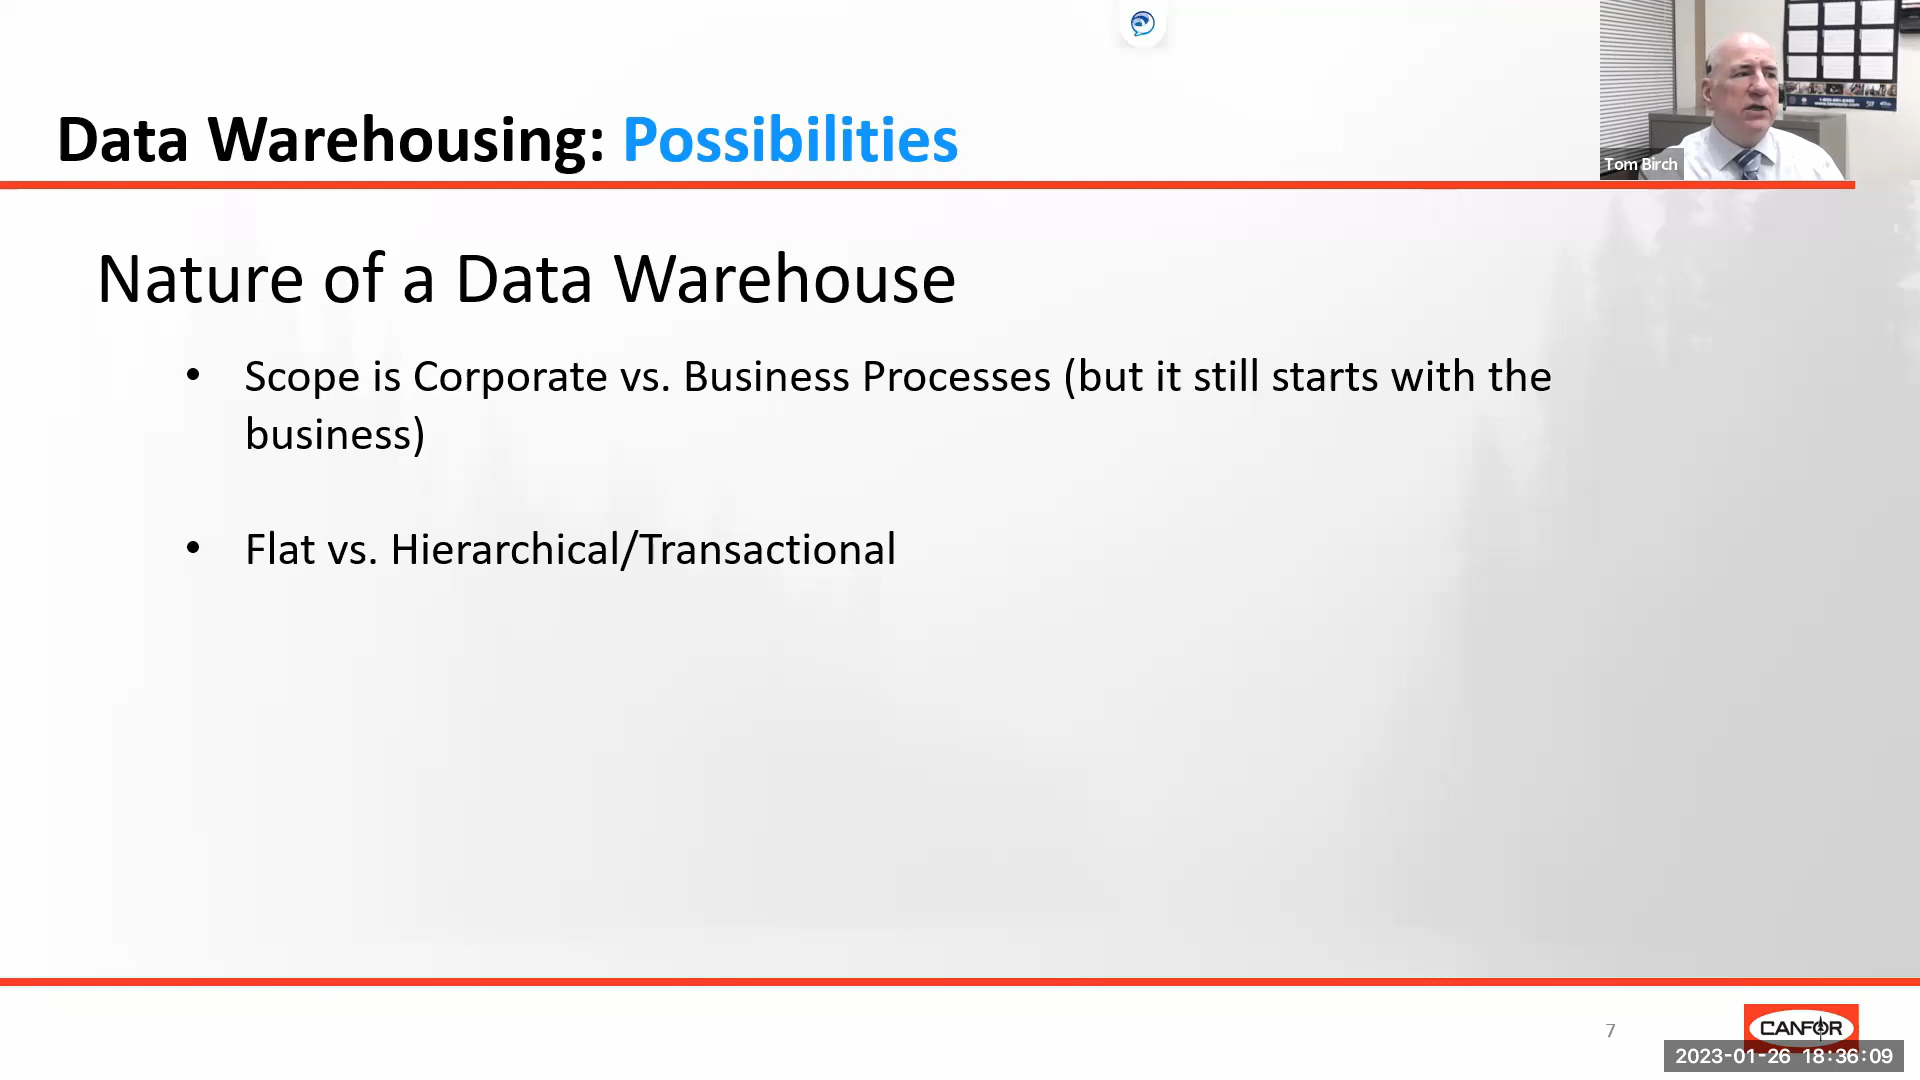 Data Warehousing: Possibilities
Tom Birch
Nature of a Data Warehouse
• Scope is Corporate vs. Business Processes (but it still starts with the
business)
• Flat vs. Hierarchical/Transactional
7
CANFOR
2023-01-26 18:36:09